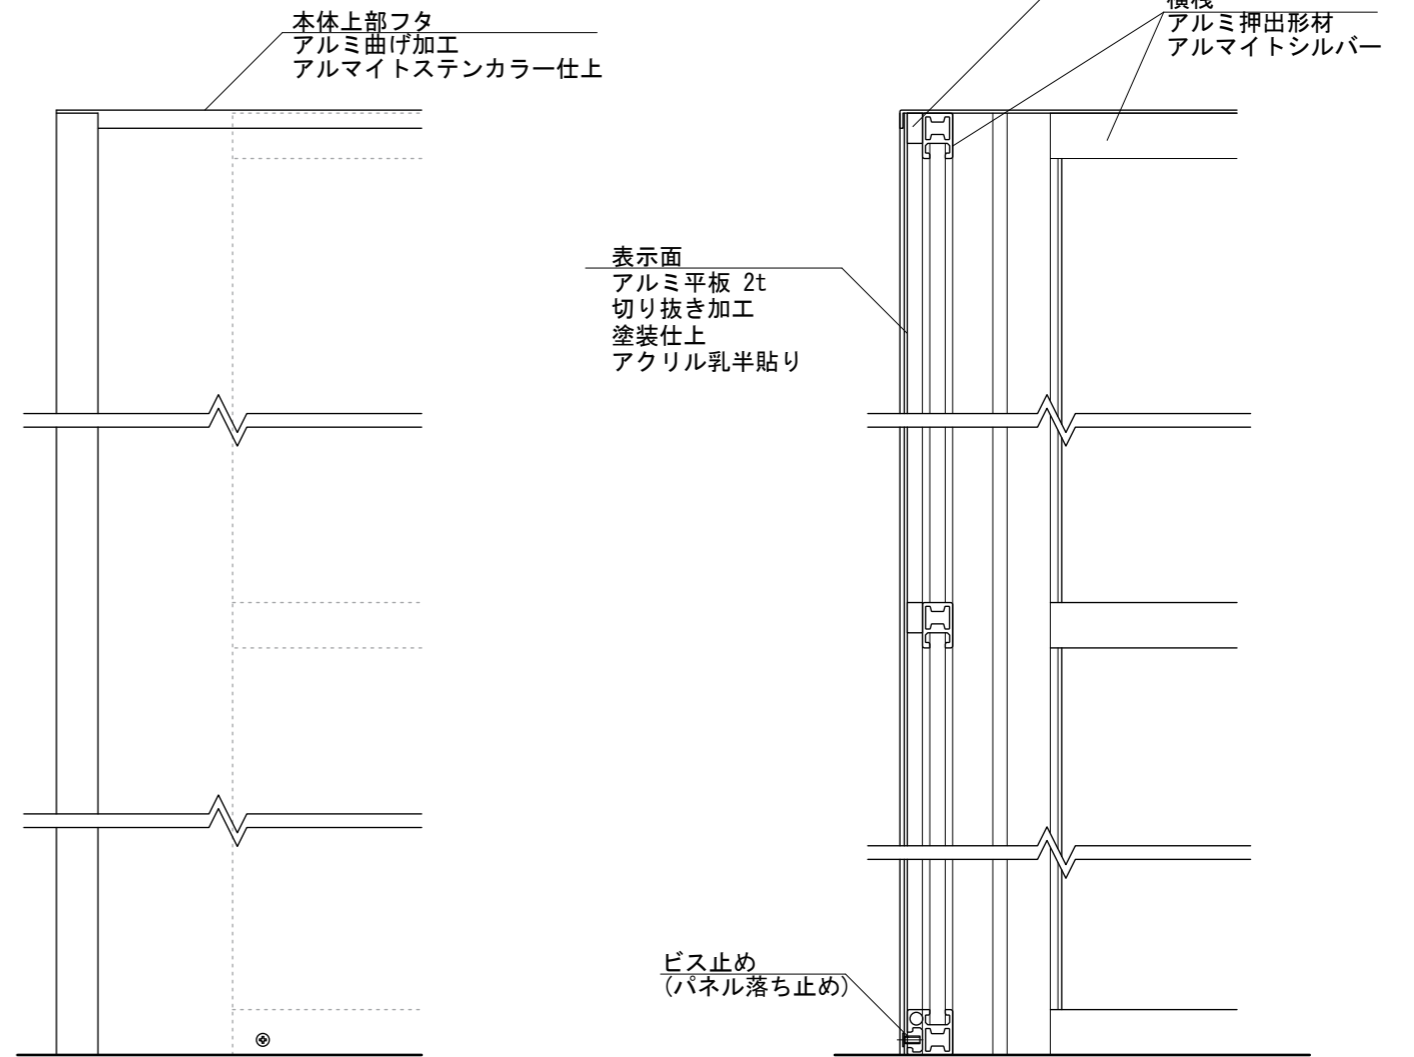 本体上部フタ
アルミ曲げ加工
アルマイトステンカラー仕上
横桟
アルミ押出形材
アルマイトシルバー
表示面
アルミ平板 2t
切り抜き加工
塗装仕上
アクリル乳半貼り
ビス止め
(パネル落ち止め)